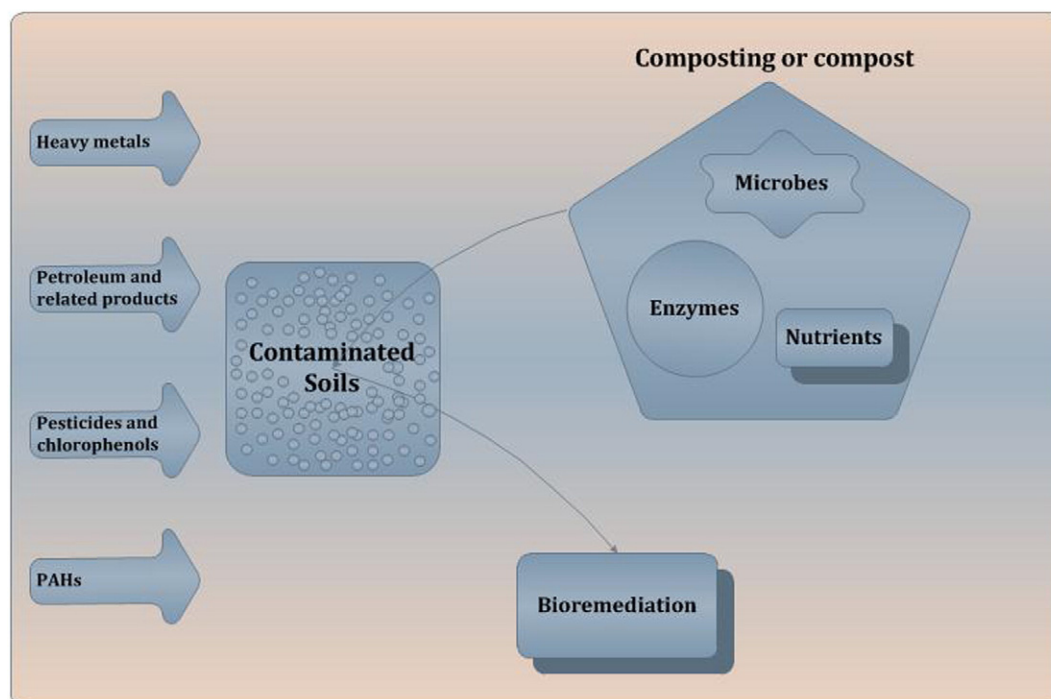 Composting or compost
Heavy metals
Microbes
Petroleum and
related products
Enzymes
Nutrients
Contaminated
Soils
Pesticides and
chlorophenols
PAHs
Bioremediation